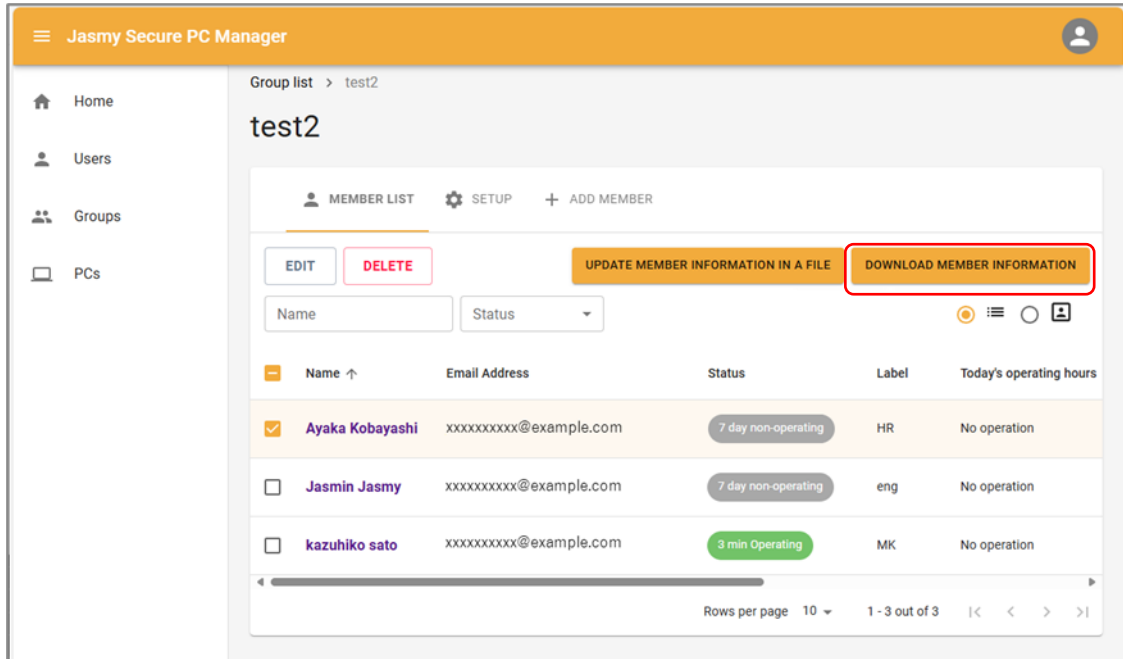 Jasmy Secure PC Manager
Home
Users
Groups
PCs
Group list > test2
test2
MEMBER LIST SETUP + ADD MEMBER
EDIT DELETE UPDATE MEMBER INFORMATION IN A FILE DOWNLOAD MEMBER INFORMATION
Name Status
Name ↑ Email Address Status Label Today's operating hours
Ayaka Kobayashi xxxxxxxxxx@example.com 7 day non-operating HR No operation
Jasmin Jasmy xxxxxxxxxx@example.com 7 day non-operating eng No operation
kazuhiko sato xxxxxxxxxx@example.com 3 min Operating MK No operation
Rows per page 10 1 - 3 out of 3